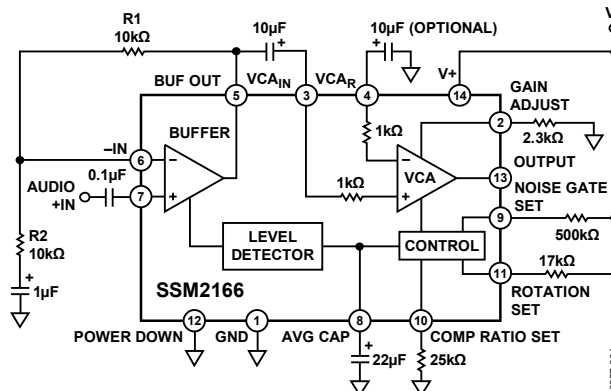 R1
10kΩ
10µF
+
10µF (OPTIONAL)
+
V
BUF OUT
VCAIN
VCAR
V+
5
3
4
14
GAIN
ADJUST
2
2.3kΩ
BUFFER
1kΩ
–IN
6
–
7
+
0.1µF
AUDIO
+IN
1kΩ
–
+
VCA
OUTPUT
13
NOISE GATE
SET
9
500kΩ
R2
10kΩ
+
1µF
LEVEL
DETECTOR
CONTROL
17kΩ
11
ROTATION
SET
SSM2166
12
1
8
10
POWER DOWN
GND
AVG CAP
COMP RATIO SET
+
22µF
25kΩ